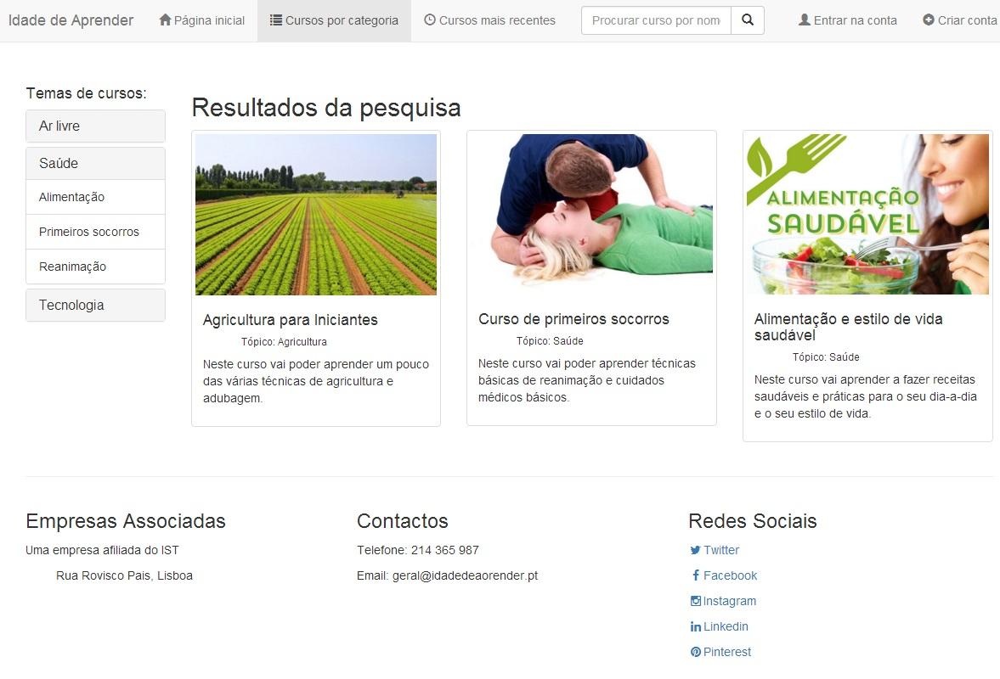 Idade de Aprender Página inicial Cursos por categoria Cursos mais recentes Procurar curso por nom Entrar na conta Criar conta
Temas de cursos:
Ar livre
Saúde
Alimentação
Primeiros socorros
Reanimação
Tecnologia
Resultados da pesquisa
Agricultura para Iniciantes
Tópico: Agricultura
Neste curso vai poder aprender um pouco
das várias técnicas de agricultura e
adubagem.
Curso de primeiros socorros
Tópico: Saúde
Neste curso vai poder aprender técnicas
básicas de reanimação e cuidados
médicos básicos.
ALIMENTAÇÃO
SAUDÁVEL
Alimentação e estilo de vida
saudável
Tópico: Saúde
Neste curso vai aprender a fazer receitas
saudáveis e práticas para o seu dia-a-dia
e o seu estilo de vida.
Empresas Associadas
Uma empresa afiliada do IST
Rua Rovisco Pais, Lisboa
Contactos
Telefone: 214 365 987
Email: geral@idadedeaorender.pt
Redes Sociais
Twitter
Facebook
Instagram
Linkedin
Pinterest